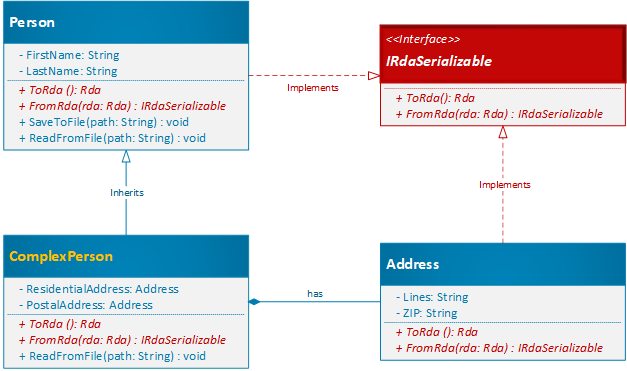 Person
- FirstName: String
- LastName: String
+ ToRda (): Rda
+ FromRda(rda: Rda) : IRdaSerializable
+ SaveToFile(path: String) : void
+ ReadFromFile(path: String) : void
Implements
<<Interface>>
IRdaSerializable
+ ToRda(): Rda
+ FromRda(rda: Rda) : IRdaSerializable
Inherits
Implements
ComplexPerson
- ResidentialAddress: Address
- PostalAddress: Address
+ ToRda (): Rda
+ FromRda(rda: Rda) : IRdaSerializable
+ ReadFromFile(path: String) : void
has
Address
- Lines: String
- ZIP: String
+ ToRda (): Rda
+ FromRda(rda: Rda) : IRdaSerializable